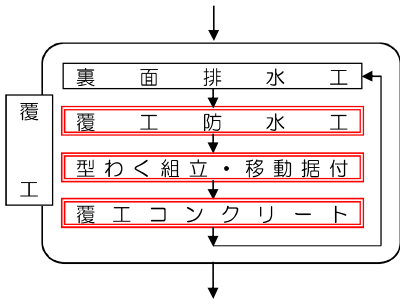 覆工
裏面排水工
覆工防水工
型わく組立・移動据付
覆工コンクリート